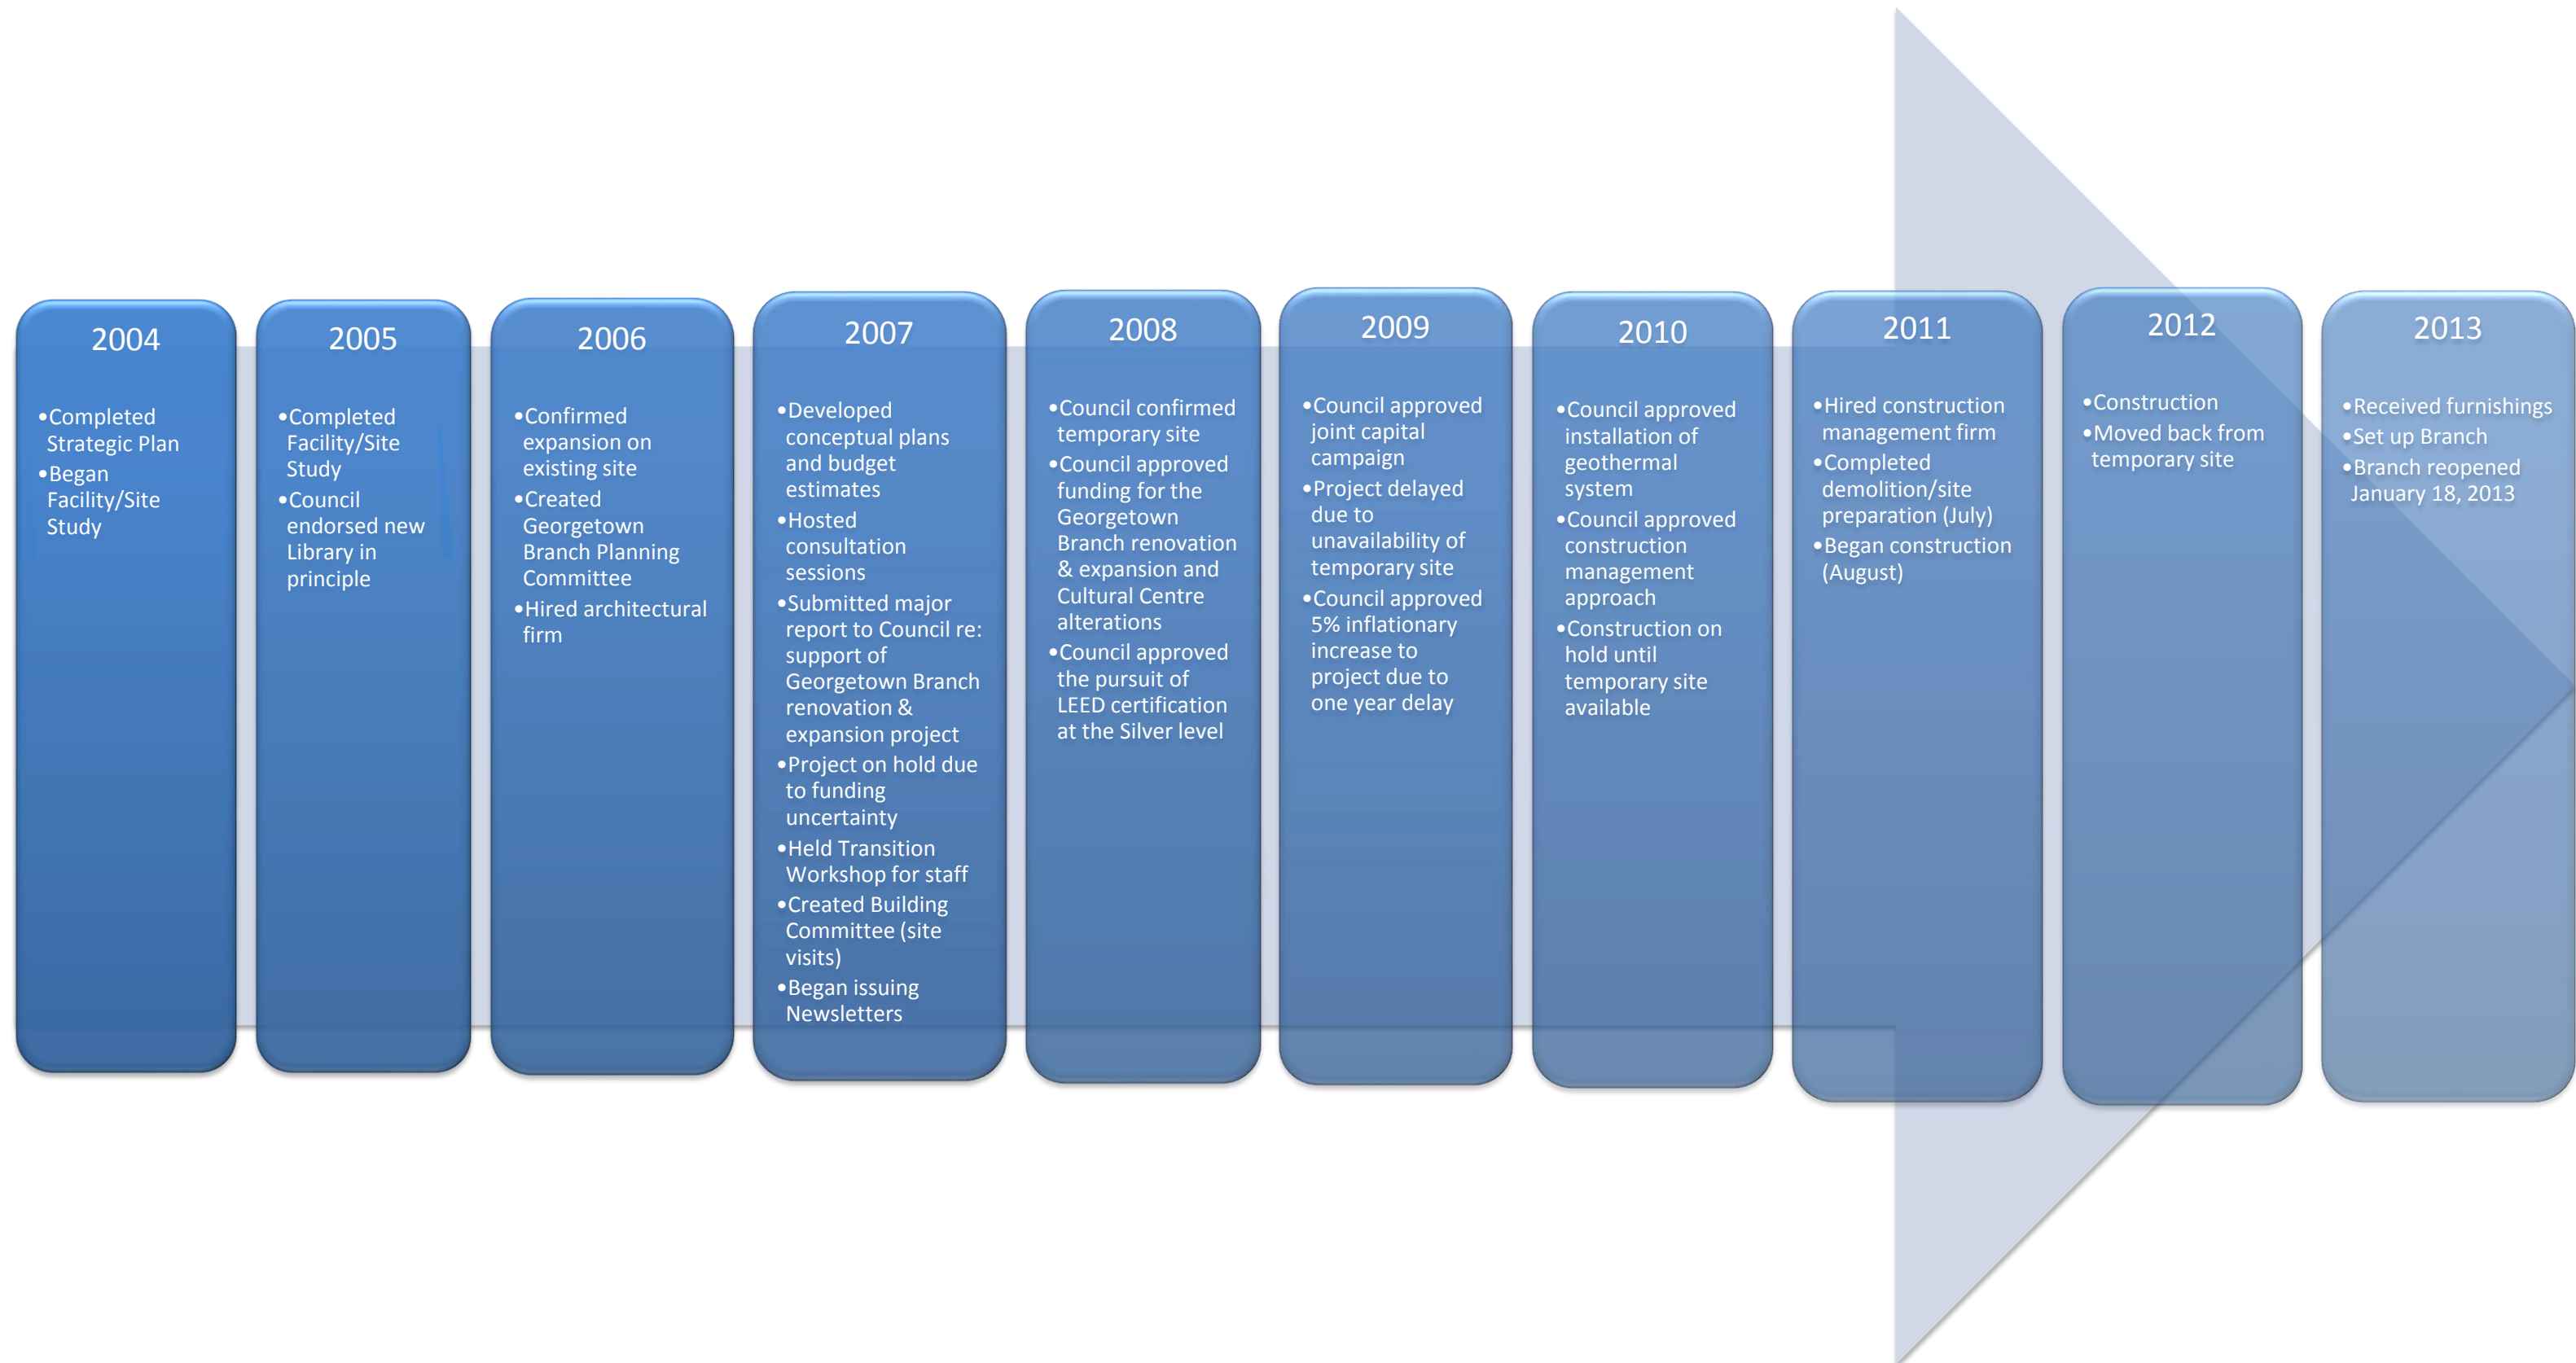 2004
•Completed
Strategic Plan
•Began
Facility/Site
Study
2005
•Completed
Facility/Site
Study
•Council
endorsed new
Library in
principle
2006
•Confirmed
expansion on
existing site
•Created
Georgetown
Branch Planning
Committee
•Hired architectural
firm
2007
•Developed
conceptual plans
and budget
estimates
•Hosted
consultation
sessions
•Submitted major
report to Council re:
support of
Georgetown Branch
renovation &
expansion project
•Project on hold due
to funding
uncertainty
•Held Transition
Workshop for staff
•Created Building
Committee (site
visits)
•Began issuing
Newsletters
2008
•Council confirmed
temporary site
•Council approved
funding for the
Georgetown
Branch renovation
& expansion and
Cultural Centre
alterations
•Council approved
the pursuit of
LEED certification
at the Silver level
2009
•Council approved
joint capital
campaign
•Project delayed
due to
unavailability of
temporary site
•Council approved
5% inflationary
increase to
project due to
one year delay
2010
•Council approved
installation of
geothermal
system
•Council approved
construction
management
approach
•Construction on
hold until
temporary site
available
2011
•Hired construction
management firm
•Completed
demolition/site
preparation (July)
•Began construction
(August)
2012
•Construction
•Moved back from
temporary site
2013
•Received furnishings
•Set up Branch
•Branch reopened
January 18, 2013